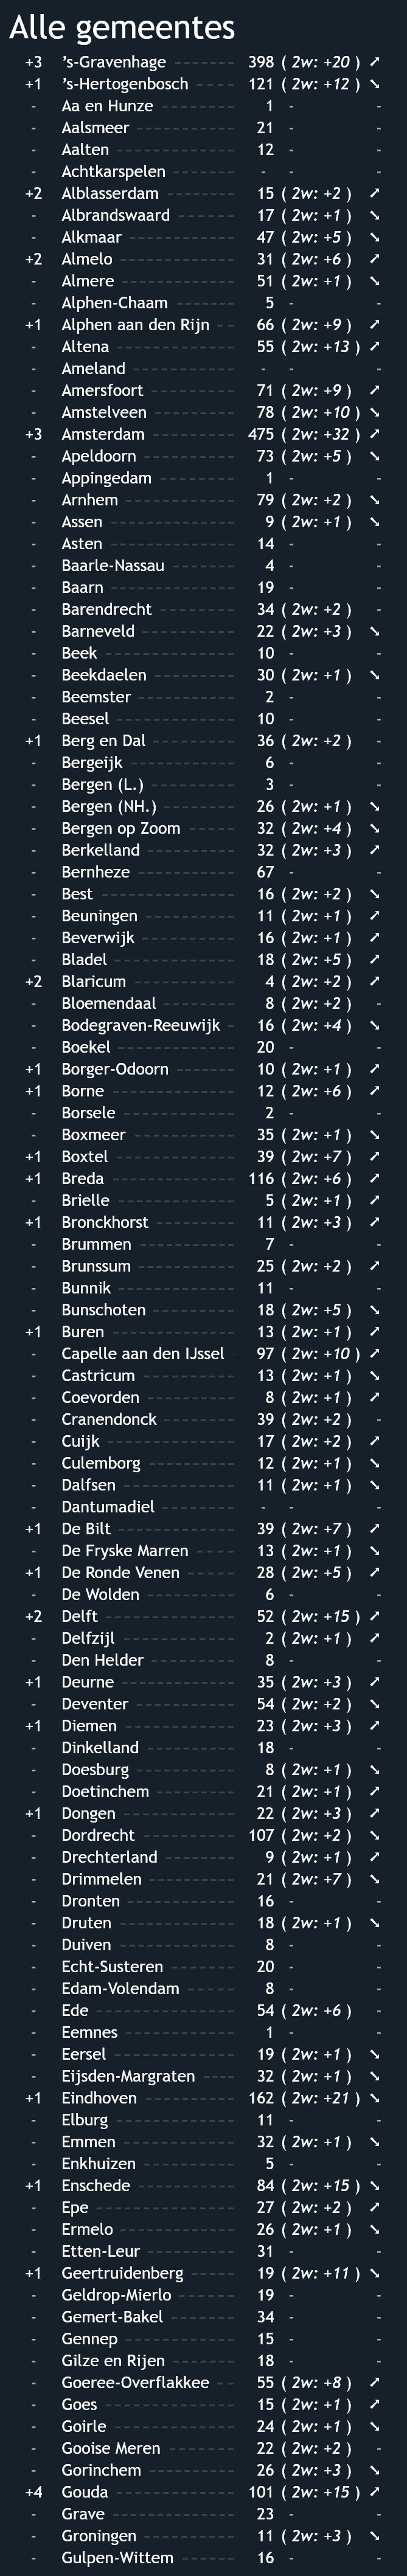 Alle gemeentes
+3 's-Gravenhage 398 ( 2w: +20 ) ↗
+1 's-Hertogenbosch 121 ( 2w: +12 ) ↘
- Aa en Hunze 1 - -
- Aalsmeer 21 - -
- Aalten 12 - -
- Achtkarspelen - - -
+2 Alblasserdam 15 ( 2w: +2 ) ↗
- Albrandswaard 17 ( 2w: +1 ) ↘
- Alkmaar 47 ( 2w: +5 ) ↘
+2 Almelo 31 ( 2w: +6 ) ↗
- Almere 51 ( 2w: +1 ) ↘
- Alphen-Chaam 5 - -
+1 Alphen aan den Rijn 66 ( 2w: +9 ) ↗
- Altena 55 ( 2w: +13 ) ↗
- Ameland - - -
- Amersfoort 71 ( 2w: +9 ) ↗
- Amstelveen 78 ( 2w: +10 ) ↘
+3 Amsterdam 475 ( 2w: +32 ) ↗
- Apeldoorn 73 ( 2w: +5 ) ↘
- Appingedam 1 - -
- Arnhem 79 ( 2w: +2 ) ↘
- Assen 9 ( 2w: +1 ) ↘
- Asten 14 - -
- Baarle-Nassau 4 - -
- Baarn 19 - -
- Barendrecht 34 ( 2w: +2 ) -
- Barneveld 22 ( 2w: +3 ) ↘
- Beek 10 - -
- Beekdaelen 30 ( 2w: +1 ) ↘
- Beemster 2 - -
- Beesel 10 - -
+1 Berg en Dal 36 ( 2w: +2 ) -
- Bergeijk 6 - -
- Bergen (L.) 3 - -
- Bergen (NH.) 26 ( 2w: +1 ) ↘
- Bergen op Zoom 32 ( 2w: +4 ) ↘
- Berkelland 32 ( 2w: +3 ) ↗
- Bernheze 67 - -
- Best 16 ( 2w: +2 ) ↘
- Beuningen 11 ( 2w: +1 ) ↗
- Beverwijk 16 ( 2w: +1 ) ↗
- Bladel 18 ( 2w: +5 ) ↗
+2 Blaricum 4 ( 2w: +2 ) ↗
- Bloemendaal 8 ( 2w: +2 ) -
- Bodegraven-Reeuwijk 16 ( 2w: +4 ) ↘
- Boekel 20 - -
+1 Borger-Odoorn 10 ( 2w: +1 ) ↗
+1 Borne 12 ( 2w: +6 ) ↗
- Borsele 2 - -
- Boxmeer 35 ( 2w: +1 ) ↘
+1 Boxtel 39 ( 2w: +7 ) ↗
+1 Breda 116 ( 2w: +6 ) ↗
- Brielle 5 ( 2w: +1 ) ↗
+1 Bronckhorst 11 ( 2w: +3 ) ↗
- Brummen 7 - -
- Brunssum 25 ( 2w: +2 ) ↗
- Bunnik 11 - -
- Bunschoten 18 ( 2w: +5 ) ↘
+1 Buren 13 ( 2w: +1 ) ↗
- Capelle aan den IJssel 97 ( 2w: +10 ) ↗
- Castricum 13 ( 2w: +1 ) ↘
- Coevorden 8 ( 2w: +1 ) ↗
- Cranendonck 39 ( 2w: +2 ) -
- Cuijk 17 ( 2w: +2 ) ↗
- Culemborg 12 ( 2w: +1 ) ↘
- Dalfsen 11 ( 2w: +1 ) ↘
- Dantumadiel - - -
+1 De Bilt 39 ( 2w: +7 ) ↗
- De Fryske Marren 13 ( 2w: +1 ) ↘
+1 De Ronde Venen 28 ( 2w: +5 ) ↗
- De Wolden 6 - -
+2 Delft 52 ( 2w: +15 ) ↗
- Delfzijl 2 ( 2w: +1 ) ↗
- Den Helder 8 - -
+1 Deurne 35 ( 2w: +3 ) ↗
- Deventer 54 ( 2w: +2 ) ↘
+1 Diemen 23 ( 2w: +3 ) ↗
- Dinkelland 18 - -
- Doesburg 8 ( 2w: +1 ) ↘
- Doetinchem 21 ( 2w: +1 ) ↗
+1 Dongen 22 ( 2w: +3 ) ↗
- Dordrecht 107 ( 2w: +2 ) ↘
- Drechterland 9 ( 2w: +1 ) ↗
- Drimmelen 21 ( 2w: +7 ) ↘
- Dronten 16 - -
- Druten 18 ( 2w: +1 ) ↘
- Duiven 8 - -
- Echt-Susteren 20 - -
- Edam-Volendam 8 - -
- Ede 54 ( 2w: +6 ) -
- Eemnes 1 - -
- Eersel 19 ( 2w: +1 ) ↘
- Eijsden-Margraten 32 ( 2w: +1 ) ↘
+1 Eindhoven 162 ( 2w: +21 ) ↘
- Elburg 11 - -
- Emmen 32 ( 2w: +1 ) ↘
- Enkhuizen 5 - -
+1 Enschede 84 ( 2w: +15 ) ↘
- Epe 27 ( 2w: +2 ) ↗
- Ermelo 26 ( 2w: +1 ) ↘
- Etten-Leur 31 - -
+1 Geertruidenberg 19 ( 2w: +11 ) ↘
- Geldrop-Mierlo 19 - -
- Gemert-Bakel 34 - -
- Gennep 15 - -
- Gilze en Rijen 18 - -
- Goeree-Overflakkee 55 ( 2w: +8 ) ↗
- Goes 15 ( 2w: +1 ) ↗
- Goirle 24 ( 2w: +1 ) ↘
- Gooise Meren 22 ( 2w: +2 ) -
- Gorinchem 26 ( 2w: +3 ) ↘
+4 Gouda 101 ( 2w: +15 ) ↗
- Grave 23 - -
- Groningen 11 ( 2w: +3 ) ↘
- Gulpen-Wittem 16 - -